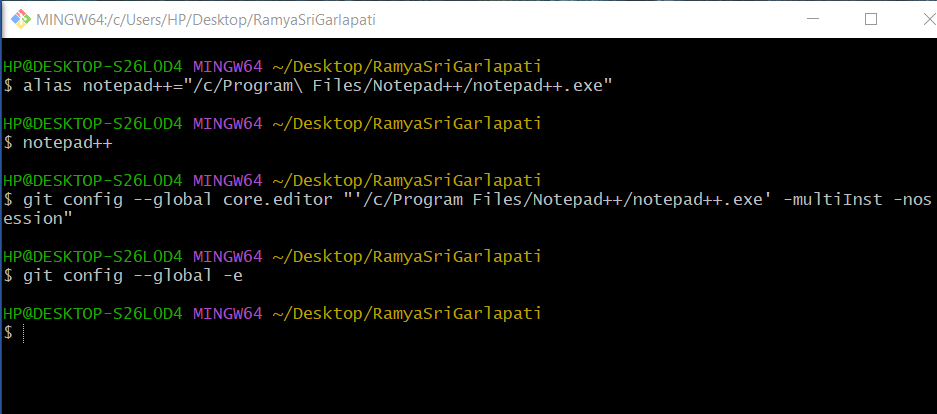 MINGW64:/c/Users/HP/Desktop/RamyaSriGarlapati
HP@DESKTOP-S26L0D4 MINGW64 ~/Desktop/RamyaSriGarlapati
$ alias notepad++="/c/Program\ Files/Notepad++/notepad++.exe"
HP@DESKTOP-S26L0D4 MINGW64 ~/Desktop/RamyaSriGarlapati
$ notepad++
HP@DESKTOP-S26L0D4 MINGW64 ~/Desktop/RamyaSriGarlapati
$ git config --global core.editor "'/c/Program Files/Notepad++/notepad++.exe' -multiInst -nos
ession"
HP@DESKTOP-S26L0D4 MINGW64 ~/Desktop/RamyaSriGarlapati
$ git config --global -e
HP@DESKTOP-S26L0D4 MINGW64 ~/Desktop/RamyaSriGarlapati
$